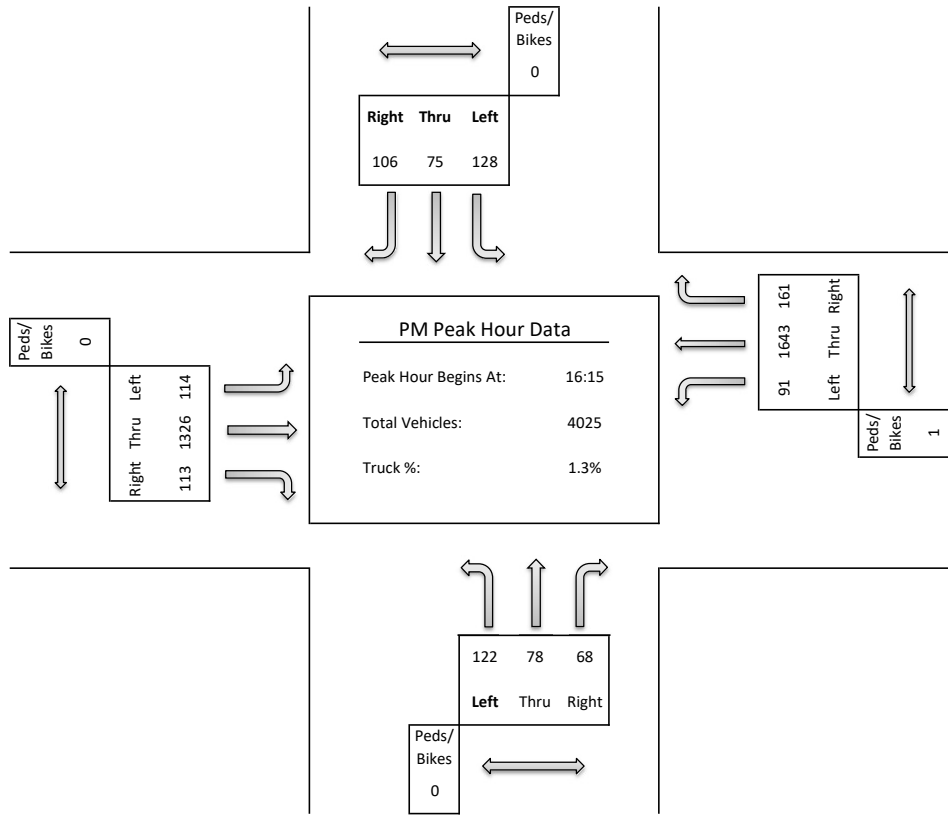 Peds/
Bikes
0
Right Thru Left
106 75 128
161 Right
1643 Thru
91 Left
Peds/
Bikes
1
Peds/
Bikes
0
Left 114
Thru 1326
Right 113
PM Peak Hour Data
Peak Hour Begins At: 16:15
Total Vehicles: 4025
Truck %: 1.3%
122 78 68
Left Thru Right
Peds/
Bikes
0